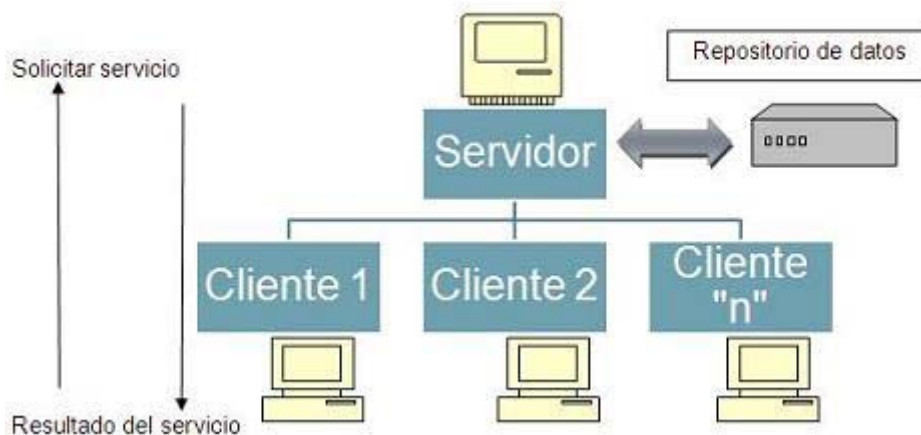 Solicitar servicio
Repositorio de datos
Servidor
Cliente 1
Cliente 2
Cliente
"n"
Resultado del servicio